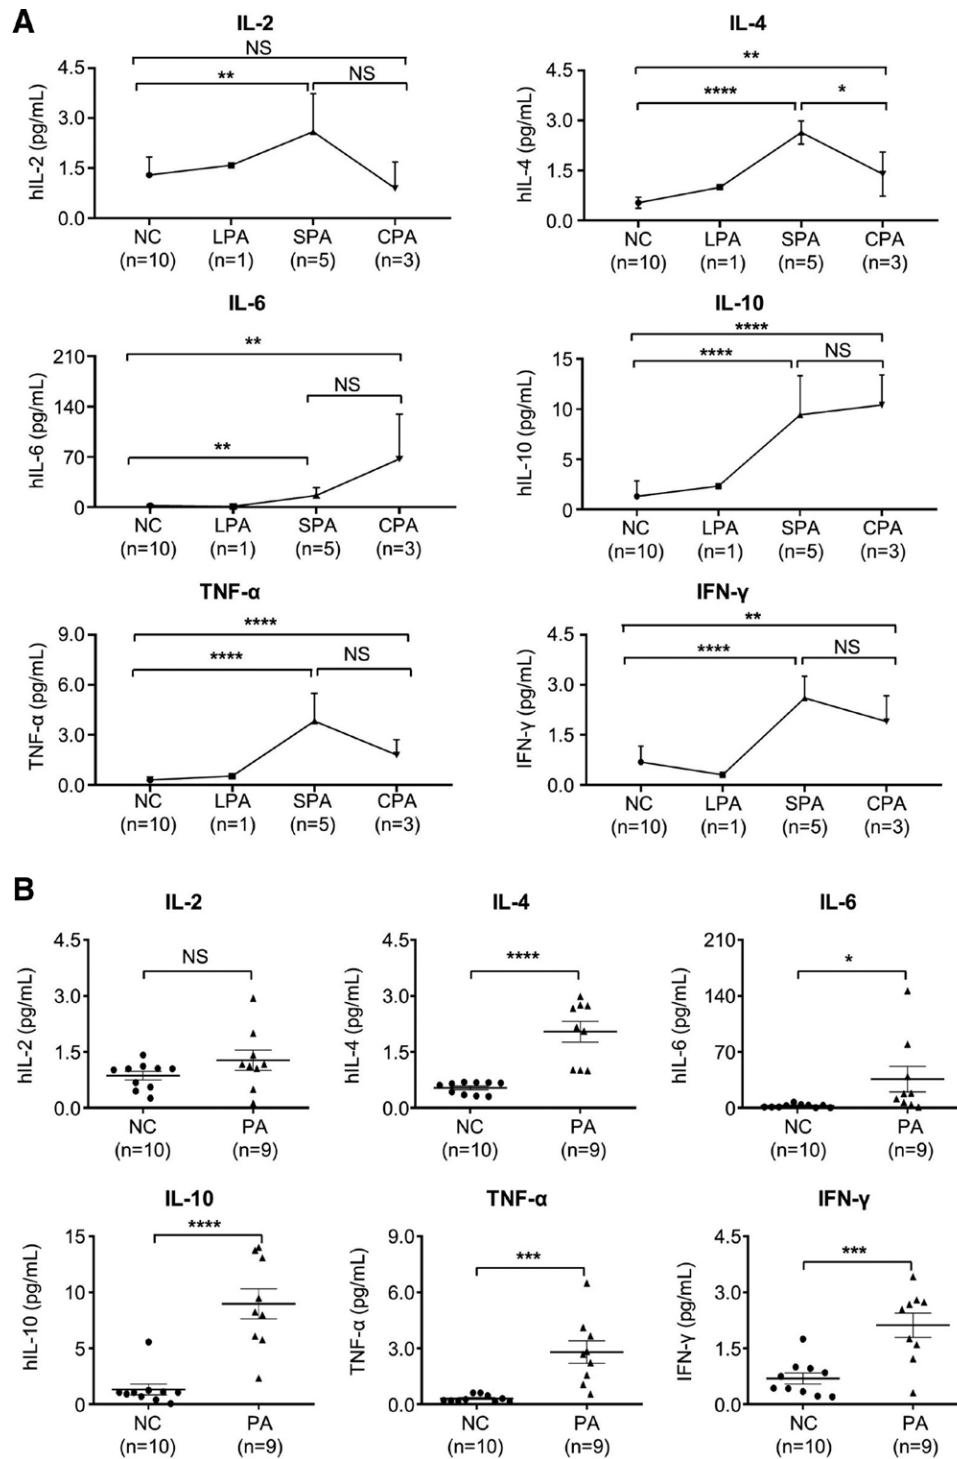 A
IL-2
NS
** NS
4.5
3.0
1.5
0.0
hIL-2 (pg/mL)
NC LPA SPA CPA
(n=10) (n=1) (n=5) (n=3)
IL-4
**
**** *
4.5
3.0
1.5
0.0
hIL-4 (pg/mL)
NC LPA SPA CPA
(n=10) (n=1) (n=5) (n=3)
IL-6
**
NS
**
210
140
70
0
hIL-6 (pg/mL)
NC LPA SPA CPA
(n=10) (n=1) (n=5) (n=3)
IL-10
****
**** NS
15
10
5
0
hIL-10 (pg/mL)
NC LPA SPA CPA
(n=10) (n=1) (n=5) (n=3)
TNF-α
****
**** NS
9.0
6.0
3.0
0.0
TNF-α (pg/mL)
NC LPA SPA CPA
(n=10) (n=1) (n=5) (n=3)
IFN-γ
**
**** NS
4.5
3.0
1.5
0.0
IFN-γ (pg/mL)
NC LPA SPA CPA
(n=10) (n=1) (n=5) (n=3)
B
IL-2
NS
4.5
3.0
1.5
0.0
hIL-2 (pg/mL)
NC PA
(n=10) (n=9)
IL-4
****
4.5
3.0
1.5
0.0
hIL-4 (pg/mL)
NC PA
(n=10) (n=9)
IL-6
*
210
140
70
0
hIL-6 (pg/mL)
NC PA
(n=10) (n=9)
IL-10
****
15
10
5
0
hIL-10 (pg/mL)
NC PA
(n=10) (n=9)
TNF-α
***
9.0
6.0
3.0
0.0
TNF-α (pg/mL)
NC PA
(n=10) (n=9)
IFN-γ
***
4.5
3.0
1.5
0.0
IFN-γ (pg/mL)
NC PA
(n=10) (n=9)